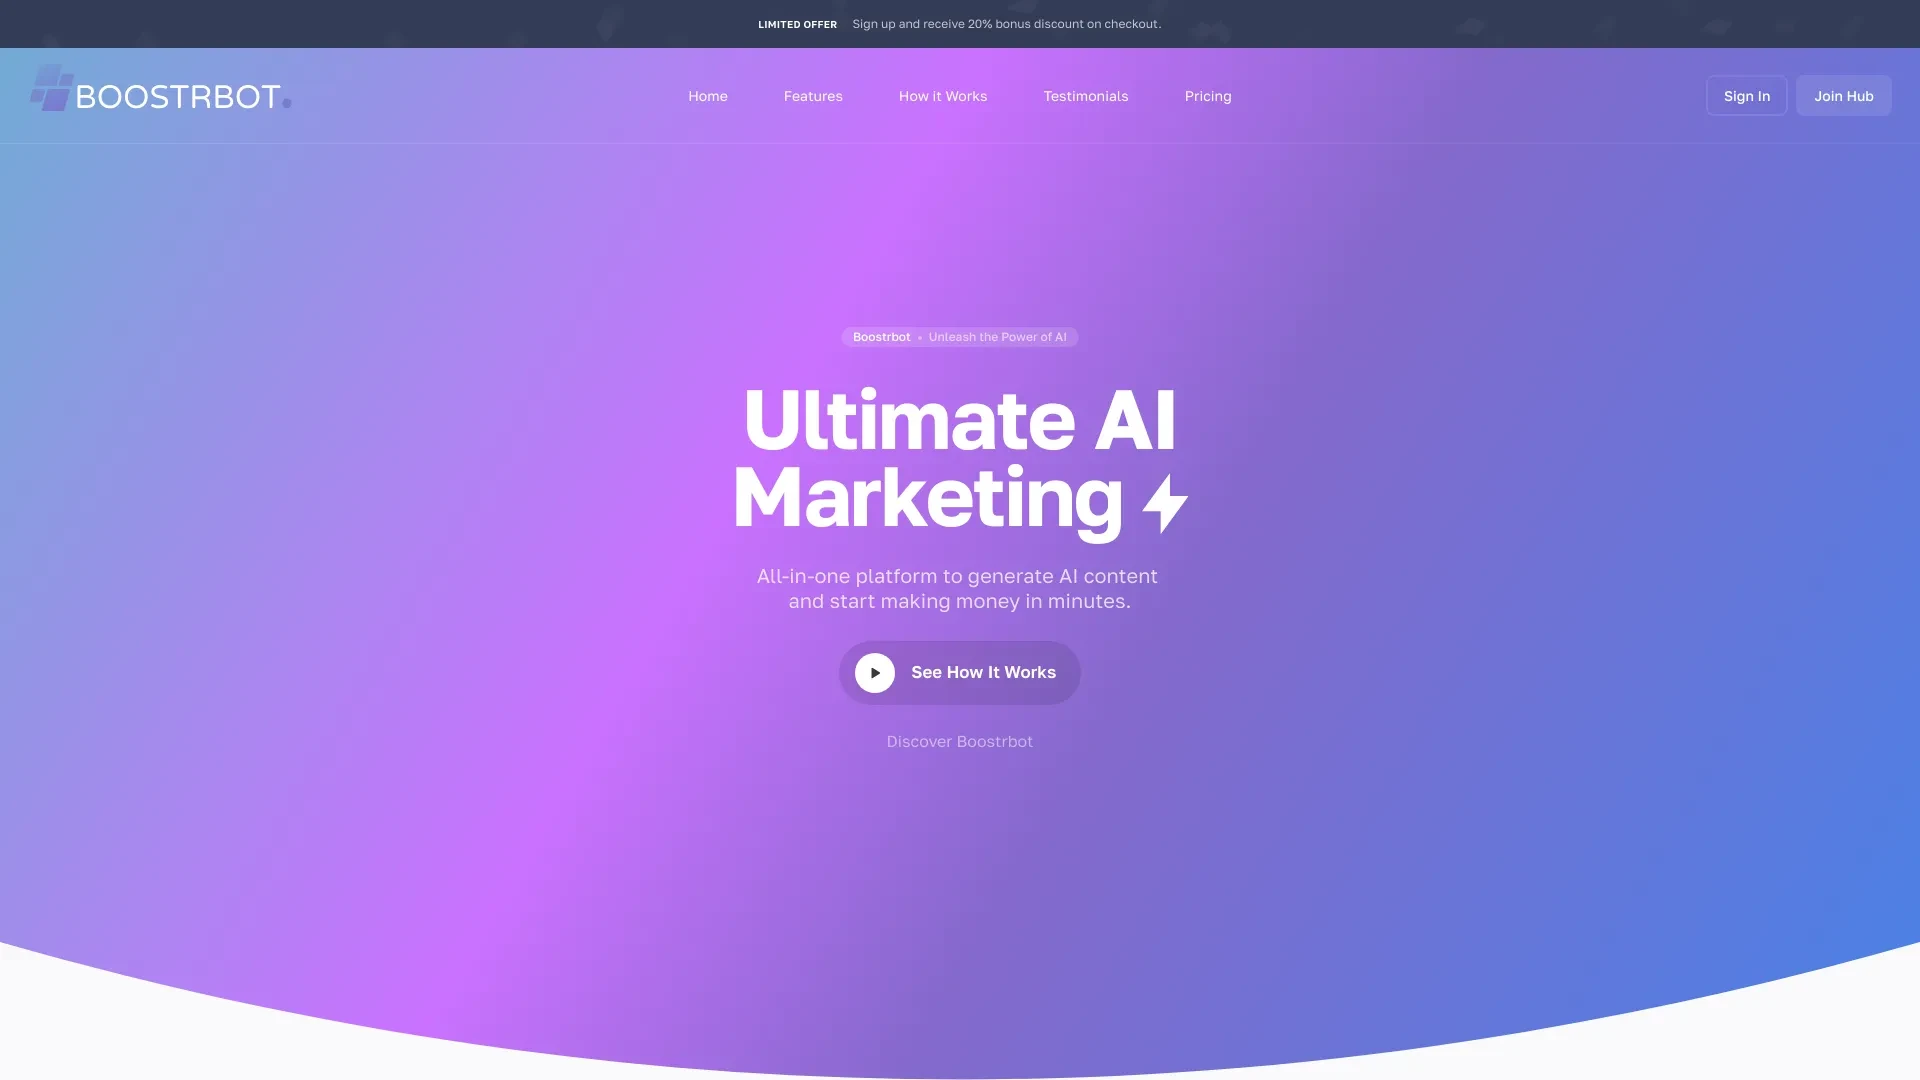 LIMITED OFFER Sign up and receive 20% bonus discount on checkout.
BOOSTRBOT.
Home Features How it Works Testimonials Pricing
Sign In Join Hub
Boostrbot • Unleash the Power of AI
Ultimate AI
Marketing
All-in-one platform to generate AI content
and start making money in minutes.
See How It Works
Discover Boostrbot